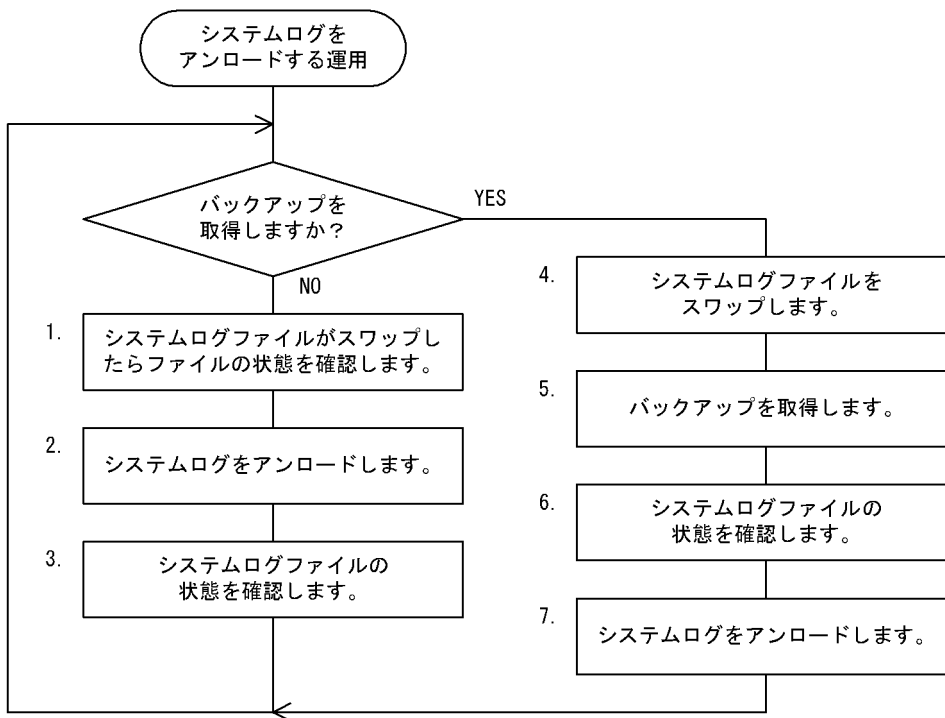 システムログを
アンロードする運用
バックアップを
取得しますか？
YES
NO
1.
システムログファイルがスワップし
たらファイルの状態を確認します。
2.
システムログをアンロードします。
3.
システムログファイルの
状態を確認します。
4.
システムログファイルを
スワップします。
5.
バックアップを取得します。
6.
システムログファイルの
状態を確認します。
7.
システムログをアンロードします。